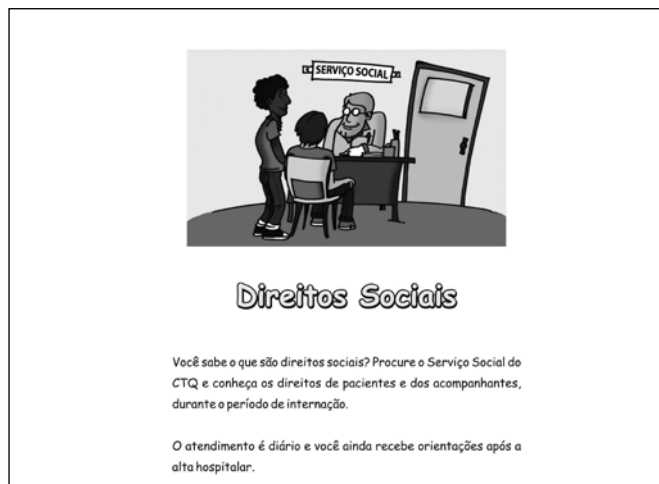 SERVIÇO SOCIAL
Direitos Sociais
Você sabe o que são direitos sociais? Procure o Serviço Social do
CTQ e conheça os direitos de pacientes e dos acompanhantes,
durante o período de internação.
O atendimento é diário e você ainda recebe orientações após a
alta hospitalar.